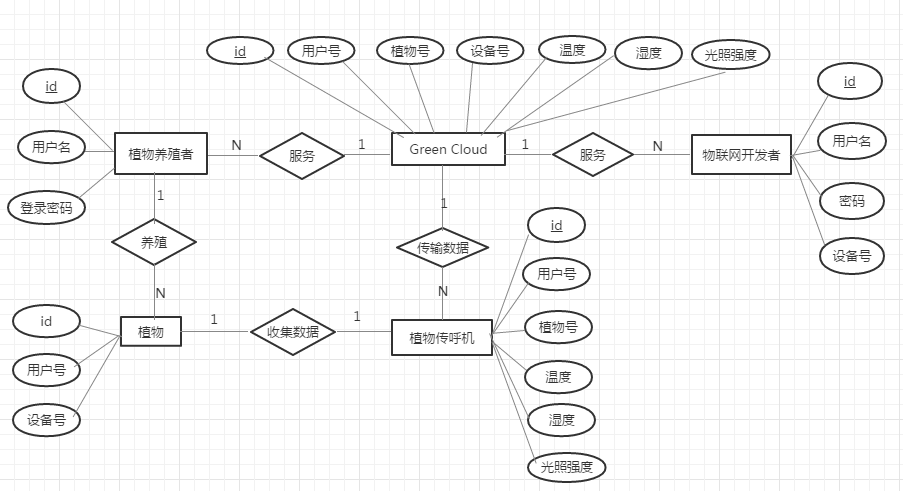 id
用户号
植物号
设备号
温度
湿度
光照强度
id
用户名
登录密码
植物养殖者
N
服务
1
Green Cloud
1
服务
N
物联网开发者
id
用户名
密码
设备号
1
养殖
N
1
传输数据
N
id
用户号
植物号
温度
湿度
光照强度
id
用户号
设备号
植物
1
收集数据
1
植物传呼机